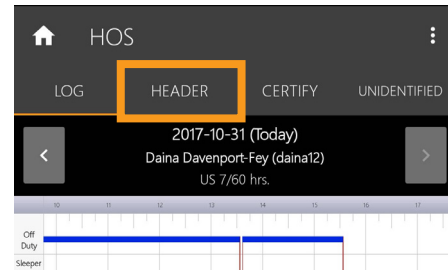 HOS
LOG HEADER CERTIFY UNIDENTIFIED
2017-10-31 (Today)
Daina Davenport-Fey (daina12)
US 7/60 hrs.
10 11 12 13 14 15 16 17
Off
Duty
Sleeper